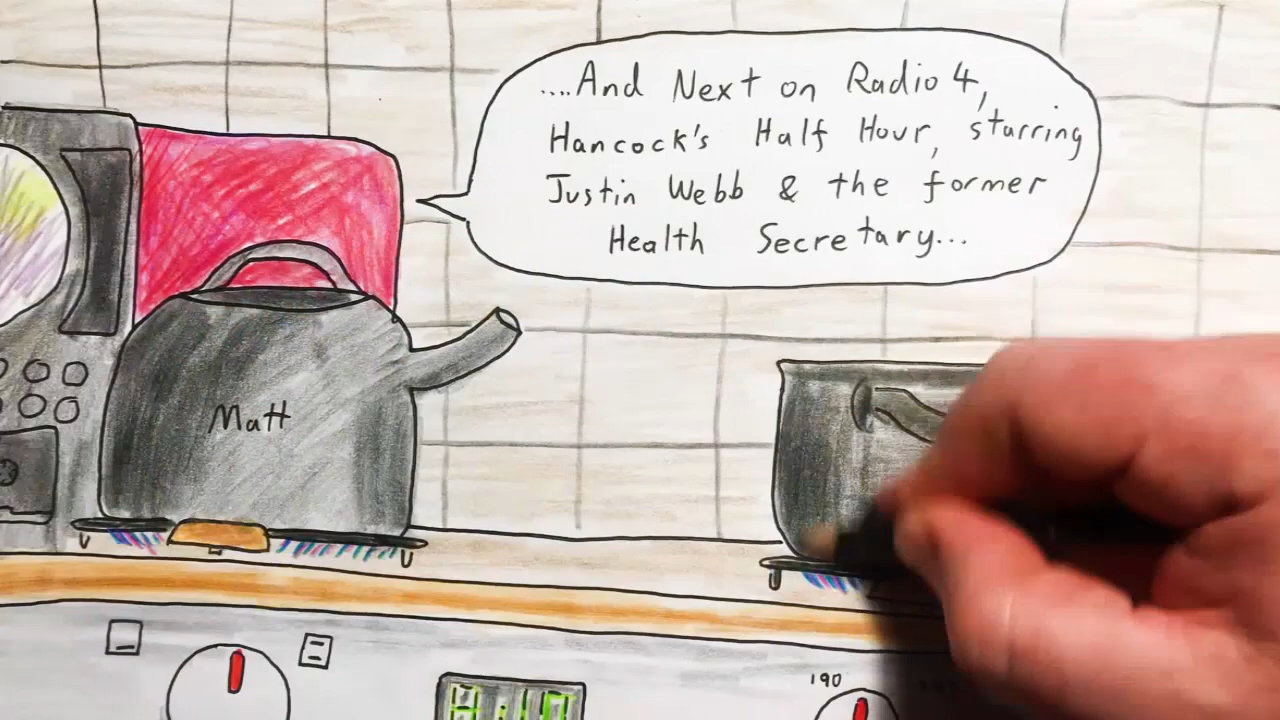 ....And Next on Radio 4,
Hancock's Half Hour, starring
Justin Webb & the former
Health Secretary...
Matt
190